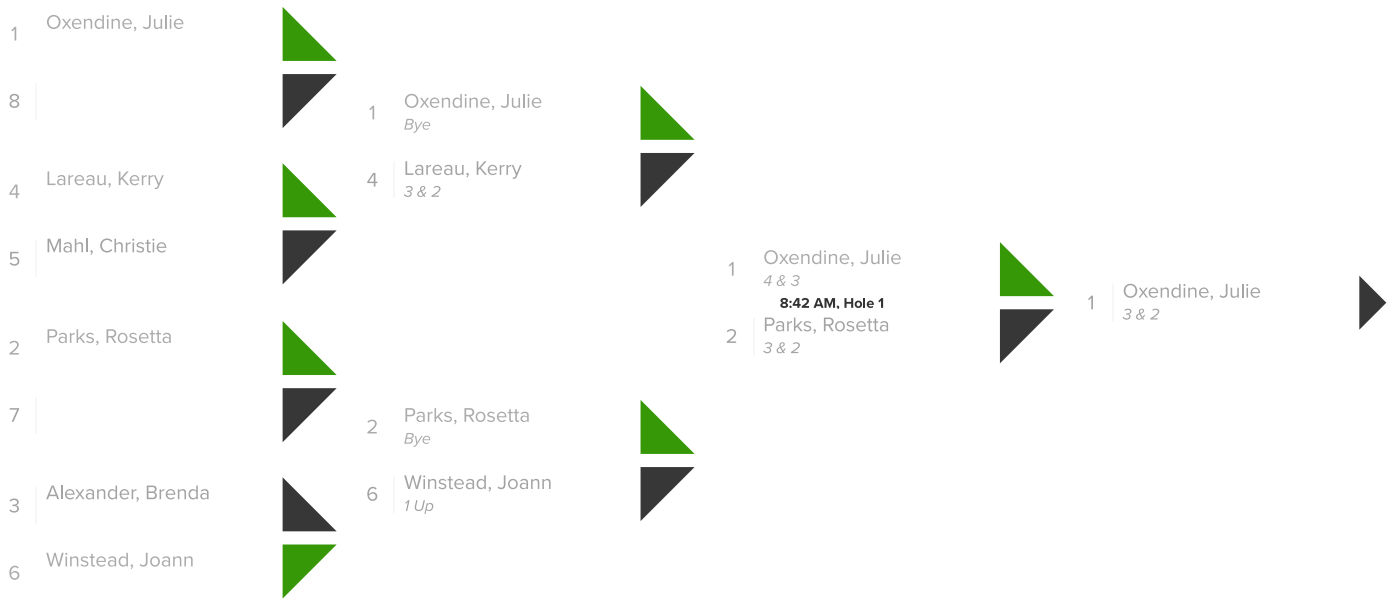 1
Oxendine, Julie
8
4
Lareau, Kerry
5
Mahl, Christie
2
Parks, Rosetta
7
3
Alexander, Brenda
6
Winstead, Joann
1
Oxendine, Julie
Bye
4
Lareau, Kerry
3 & 2
2
Parks, Rosetta
Bye
6
Winstead, Joann
1 Up
1
Oxendine, Julie
4 & 3
8:42 AM, Hole 1
2
Parks, Rosetta
3 & 2
1
Oxendine, Julie
3 & 2